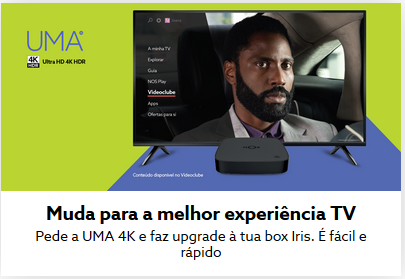 UMA
4K
HDR
Ultra HD 4K HDR
A minha TV
Explorar
Guia
NOS Play
Videoclube
Apps
Ofertas para si
Conteúdo disponível no Videoclube
Muda para a melhor experiência TV
Pede a UMA 4K e faz upgrade à tua box Iris. É fácil e
rápido